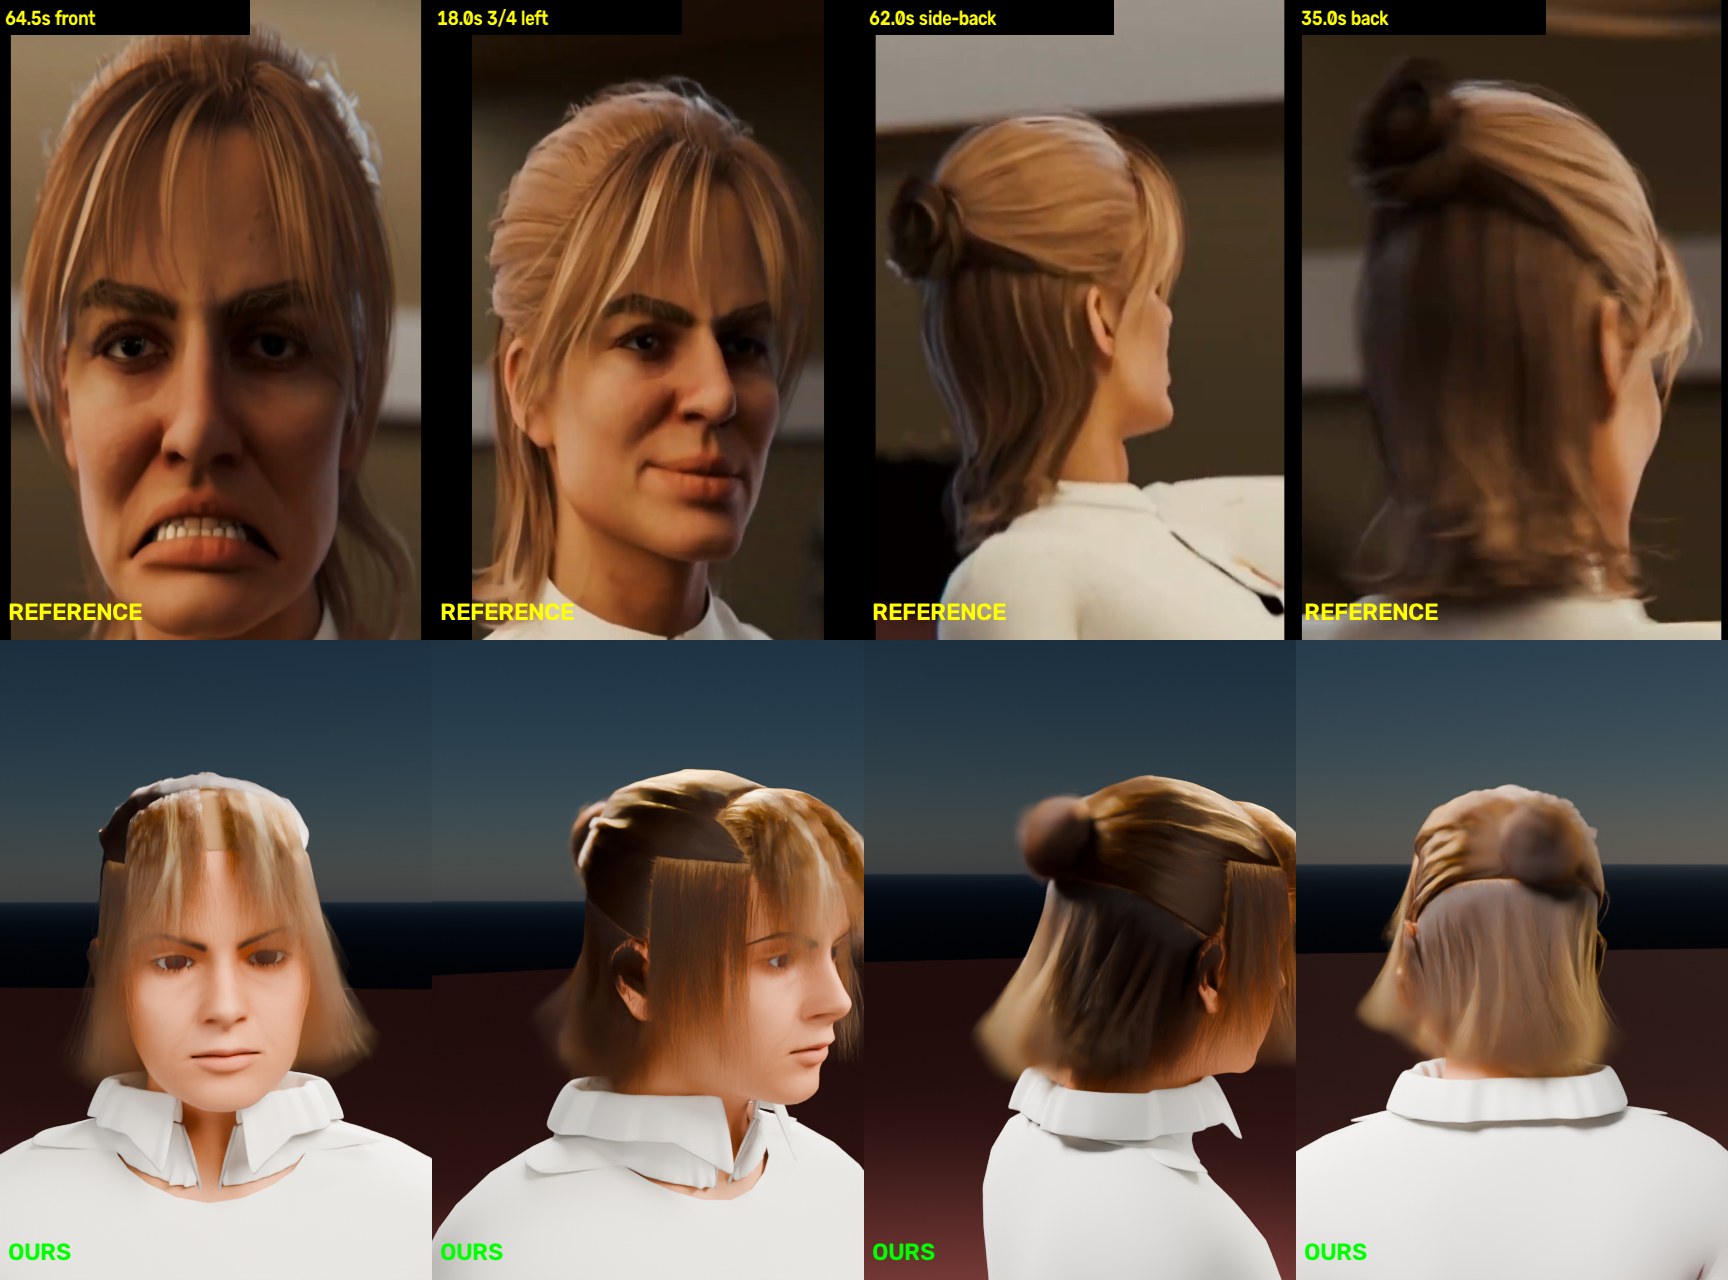 64.5s front
18.0s 3/4 left
62.0s side-back
35.0s back
REFERENCE
REFERENCE
REFERENCE
REFERENCE
OURS
OURS
OURS
OURS